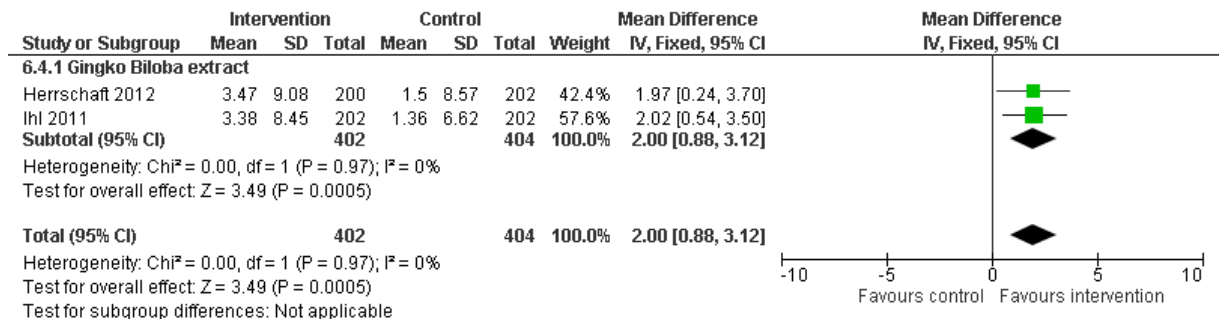 Intervention Control Mean Difference Mean Difference
Study or Subgroup Mean SD Total Mean SD Total Weight IV, Fixed, 95% CI IV, Fixed, 95% CI
6.4.1 Gingko Biloba extract
Herrschaft 2012 3.47 9.08 200 1.5 8.57 202 42.4% 1.97 [0.24, 3.70]
Ihl 2011 3.38 8.45 202 1.36 6.62 202 57.6% 2.02 [0.54, 3.50]
Subtotal (95% CI) 402 404 100.0% 2.00 [0.88, 3.12]
Heterogeneity: Chi² = 0.00, df = 1 (P = 0.97); I² = 0%
Test for overall effect: Z = 3.49 (P = 0.0005)
Total (95% CI) 402 404 100.0% 2.00 [0.88, 3.12]
Heterogeneity: Chi² = 0.00, df = 1 (P = 0.97); I² = 0%
Test for overall effect: Z = 3.49 (P = 0.0005)
Test for subgroup differences: Not applicable
-10 -5 0 5 10
Favours control Favours intervention